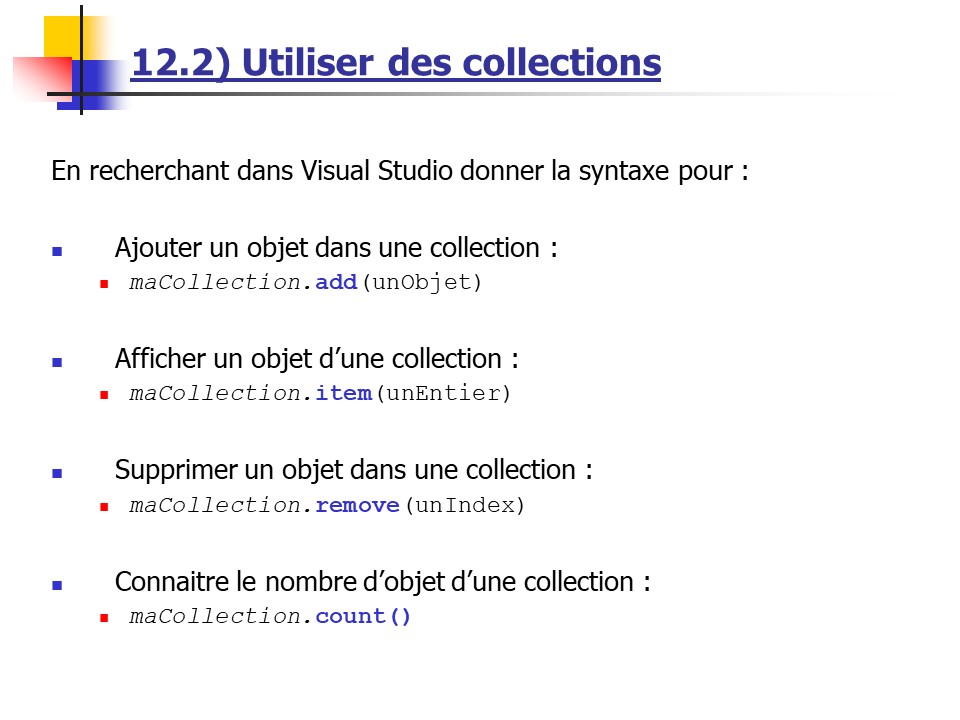 12.2) Utiliser des collections
En recherchant dans Visual Studio donner la syntaxe pour :
Ajouter un objet dans une collection :
maCollection.add(unObjet)
Afficher un objet d’une collection :
maCollection.item(unEntier)
Supprimer un objet dans une collection :
maCollection.remove(unIndex)
Connaitre le nombre d’objet d’une collection :
maCollection.count()